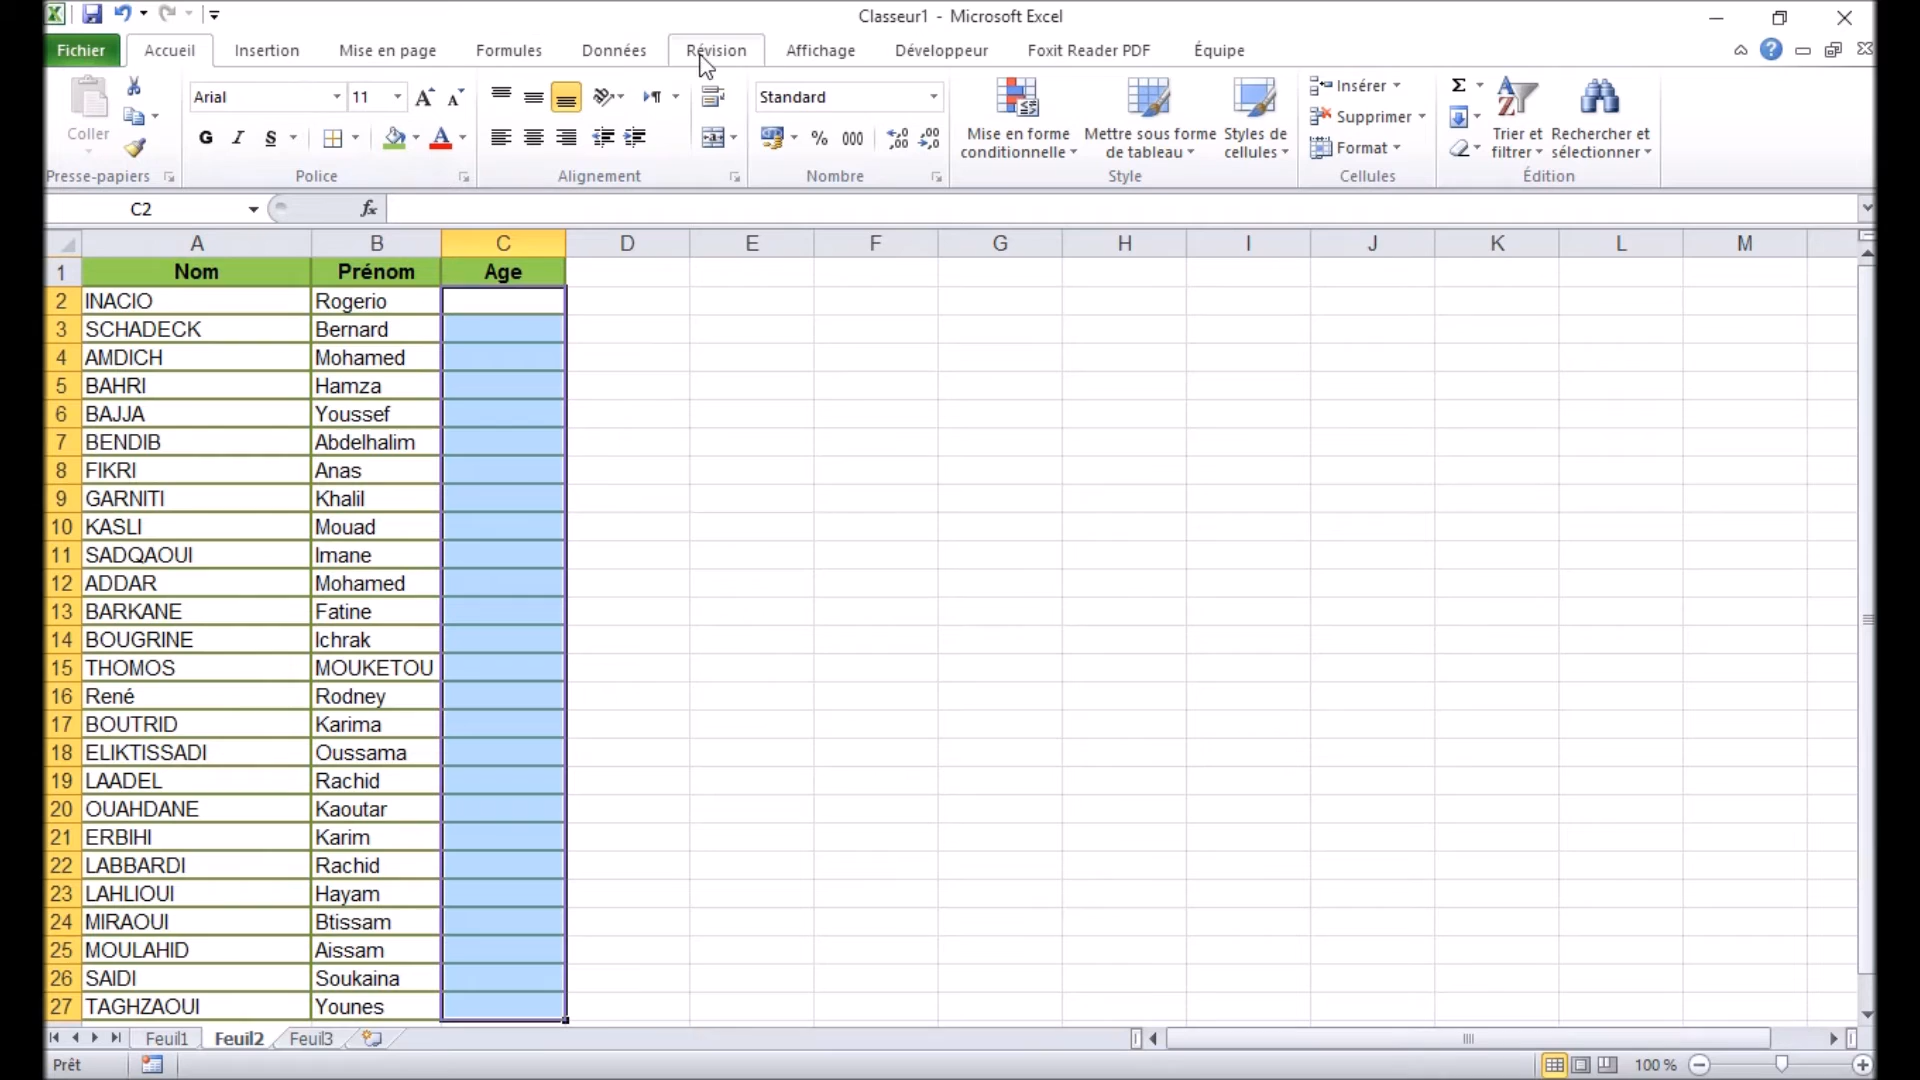 Classeur1 - Microsoft Excel
Fichier Accueil Insertion Mise en page Formules Données Révision Affichage Développeur Foxit Reader PDF Équipe
Coller
Arial 11
G I S
Standard
% 000
Mise en forme conditionnelle
Mettre sous forme de tableau
Styles de cellules
Insérer
Supprimer
Format
Σ
Trier et filtrer
Rechercher et sélectionner
Presse-papiers Police Alignement Nombre Style Cellules Édition
C2 fx
A B C D E F G H I J K L M
1 Nom Prénom Age
2 INACIO Rogerio
3 SCHADECK Bernard
4 AMDICH Mohamed
5 BAHRI Hamza
6 BAJJA Youssef
7 BENDIB Abdelhalim
8 FIKRI Anas
9 GARNITI Khalil
10 KASLI Mouad
11 SADQAOUI Imane
12 ADDAR Mohamed
13 BARKANE Fatine
14 BOUGRINE Ichrak
15 THOMOS MOUKETOU
16 René Rodney
17 BOUTRID Karima
18 ELIKTISSADI Oussama
19 LAADEL Rachid
20 OUAHDANE Kaoutar
21 ERBIHI Karim
22 LABBARDI Rachid
23 LAHLIOUI Hayam
24 MIRAOUI Btissam
25 MOULAHID Aissam
26 SAIDI Soukaina
27 TAGHZAOUI Younes
Feuil1 Feuil2 Feuil3
Prêt 100 %